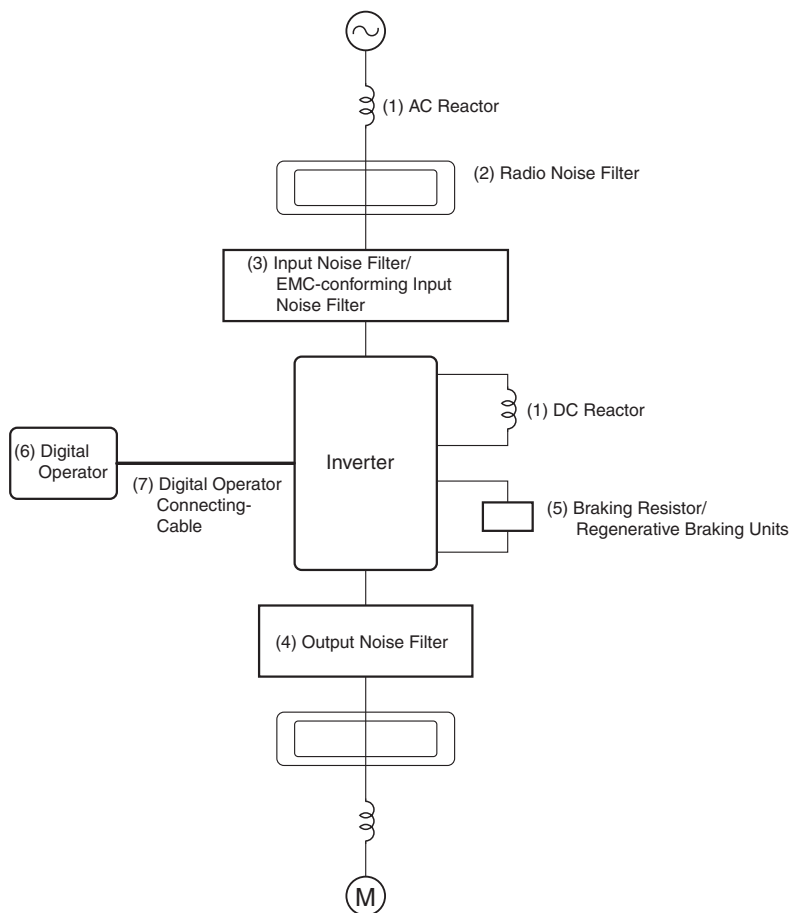 (1) AC Reactor
(2) Radio Noise Filter
(3) Input Noise Filter/
EMC-conforming Input
Noise Filter
(1) DC Reactor
Inverter
(6) Digital
Operator
(7) Digital Operator
Connecting-
Cable
(5) Braking Resistor/
Regenerative Braking Units
(4) Output Noise Filter
M